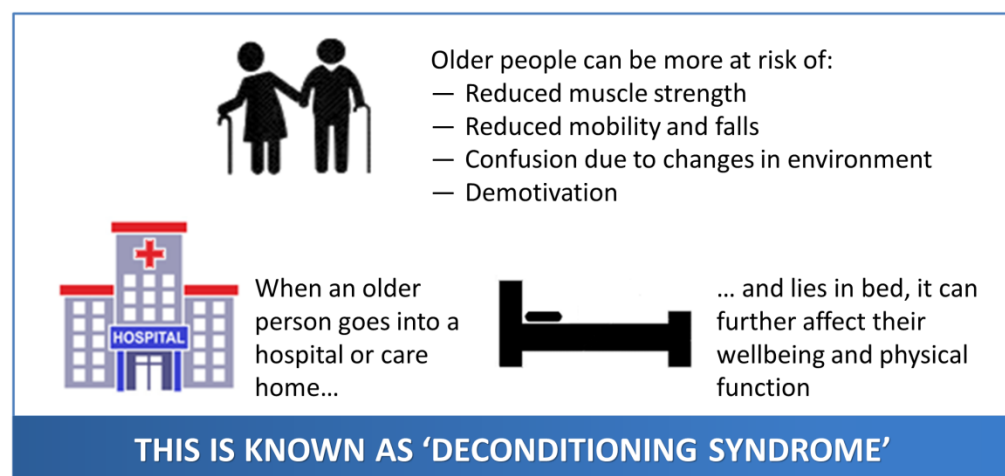 Older people can be more at risk of:
— Reduced muscle strength
— Reduced mobility and falls
— Confusion due to changes in environment
— Demotivation
HOSPITAL
When an older
person goes into a
hospital or care
home…
… and lies in bed, it can
further affect their
wellbeing and physical
function
THIS IS KNOWN AS ‘DECONDITIONING SYNDROME’